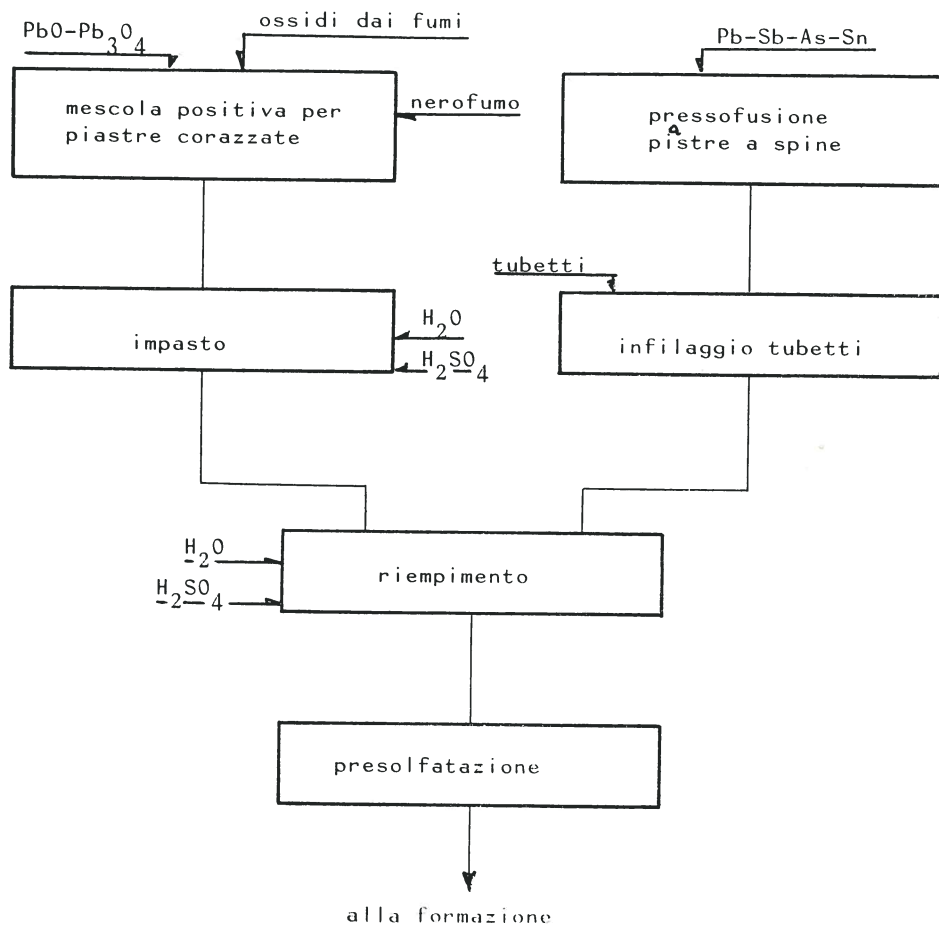 PbO-Pb3O4
ossidi dai fumi
Pb-Sb-As-Sn
mescola positiva per
piastre corazzate
nerofumo
pressofusione
piastre a spine
tubetti
impasto
H2O
H2SO4
infilaggio tubetti
H2O
H2SO4
riempimento
presolfatazione
alla formazione